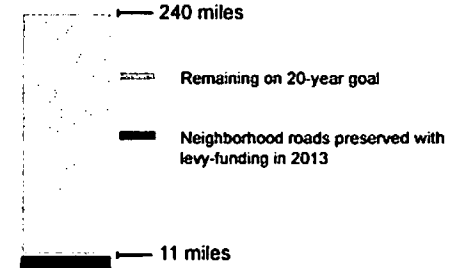 240 miles
Remaining on 20-year goal
Neighborhood roads preserved with
levy-funding in 2013
11 miles